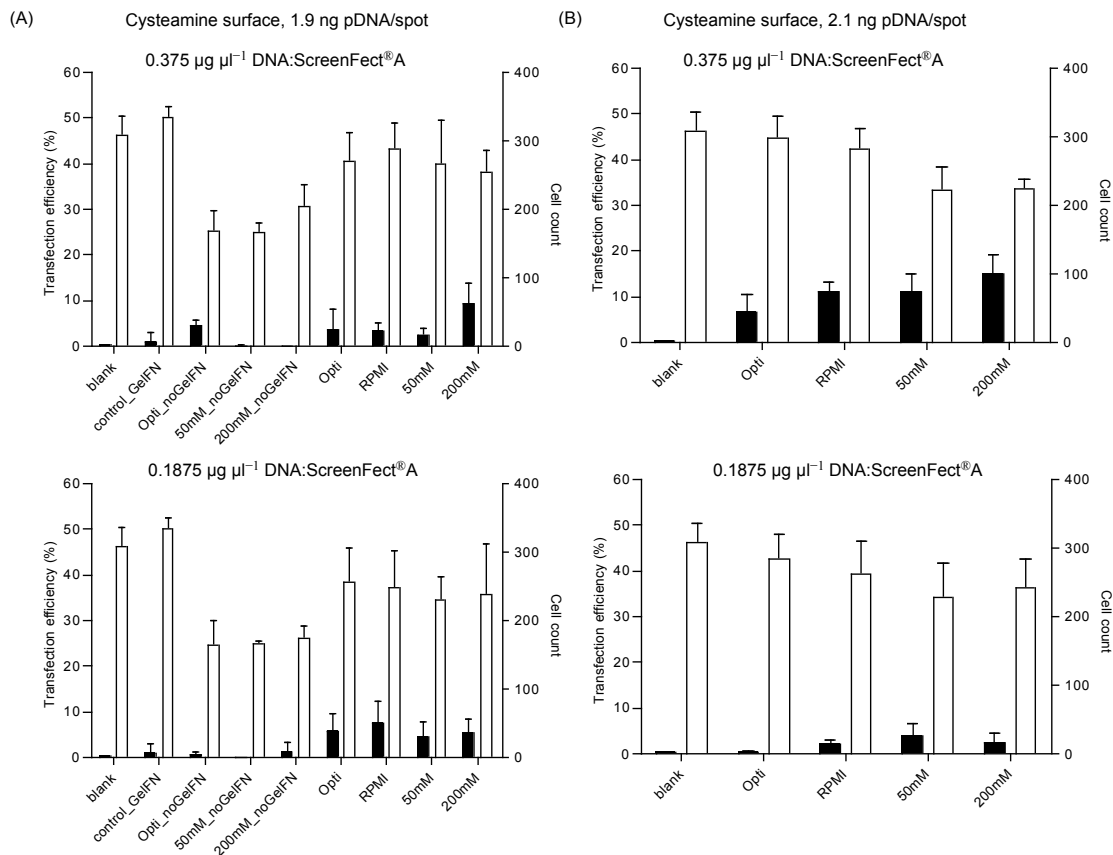 (A)
Cysteamine surface, 1.9 ng pDNA/spot
0.375 µg µl⁻¹ DNA:ScreenFect®A
60
50
40
30
20
10
0
Transfection efficiency (%)
400
300
200
100
0
Cell count
blank
control_GelFN
Opti_noGelFN
50mM_noGelFN
200mM_noGelFN
Opti
RPMI
50mM
200mM
0.1875 µg µl⁻¹ DNA:ScreenFect®A
60
50
40
30
20
10
0
Transfection efficiency (%)
400
300
200
100
0
Cell count
blank
control_GelFN
Opti_noGelFN
50mM_noGelFN
200mM_noGelFN
Opti
RPMI
50mM
200mM
(B)
Cysteamine surface, 2.1 ng pDNA/spot
0.375 µg µl⁻¹ DNA:ScreenFect®A
60
50
40
30
20
10
0
Transfection efficiency (%)
400
300
200
100
0
Cell count
blank
Opti
RPMI
50mM
200mM
0.1875 µg µl⁻¹ DNA:ScreenFect®A
60
50
40
30
20
10
0
Transfection efficiency (%)
400
300
200
100
0
Cell count
blank
Opti
RPMI
50mM
200mM